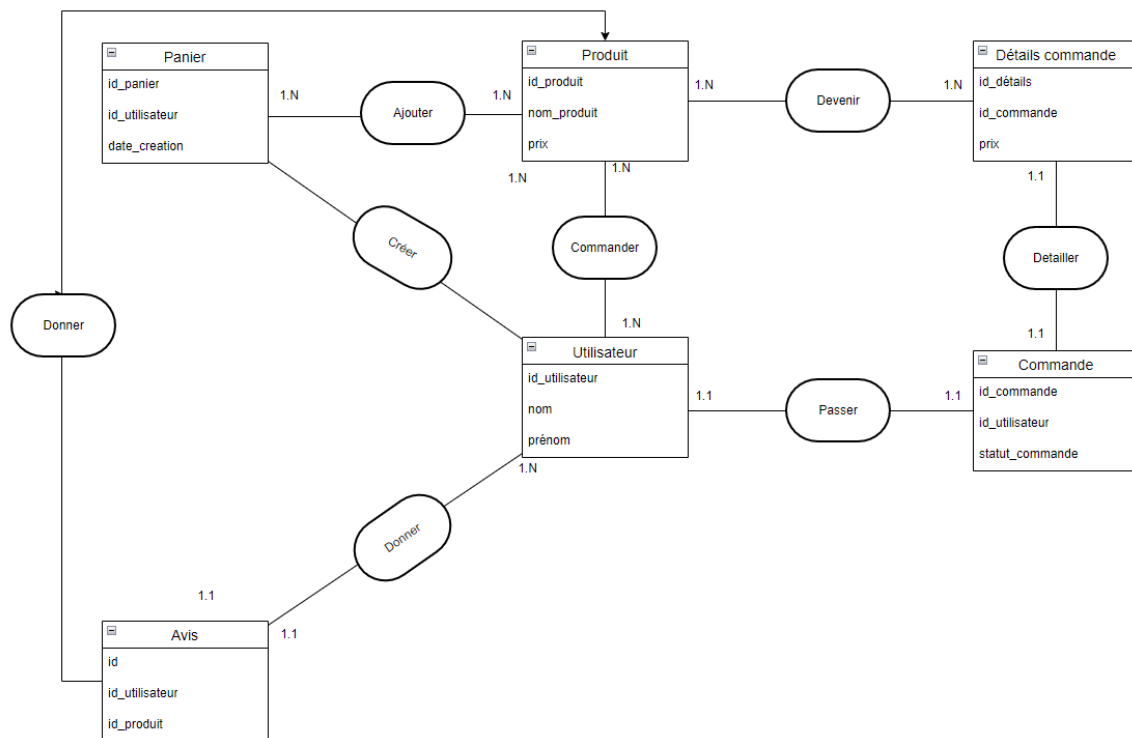 Panier
id_panier
id_utilisateur
date_creation
1.N
Ajouter
1.N
Produit
id_produit
nom_produit
prix
1.N
Devenir
1.N
Détails commande
id_détails
id_commande
prix
1.N
1.N
1.1
Créer
Commander
Detailler
Donner
1.N
1.1
Utilisateur
id_utilisateur
nom
prénom
1.1
Passer
1.1
Commande
id_commande
id_utilisateur
statut_commande
1.N
Donner
1.1
1.1
Avis
id
id_utilisateur
id_produit